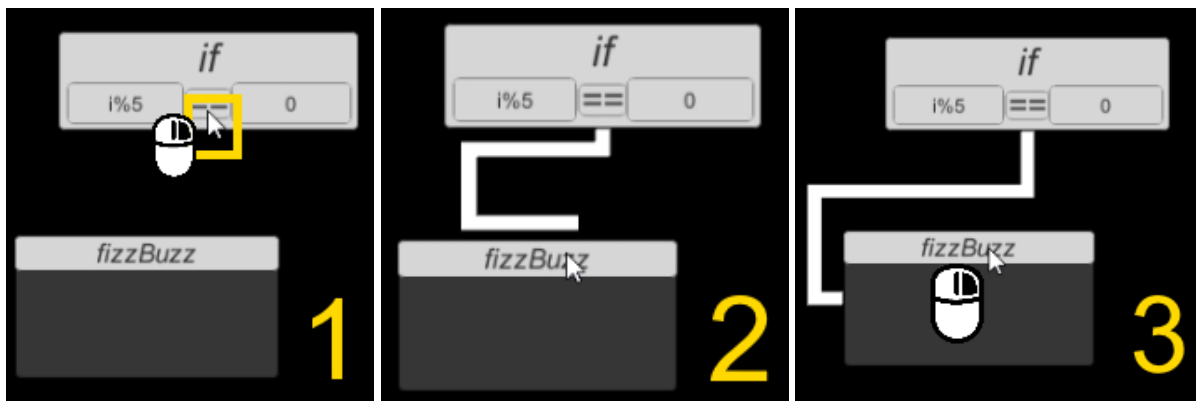 if
i%5 == 0
fizzBuzz
1
if
i%5 == 0
fizzBuzz
2
if
i%5 == 0
fizzBuzz
3